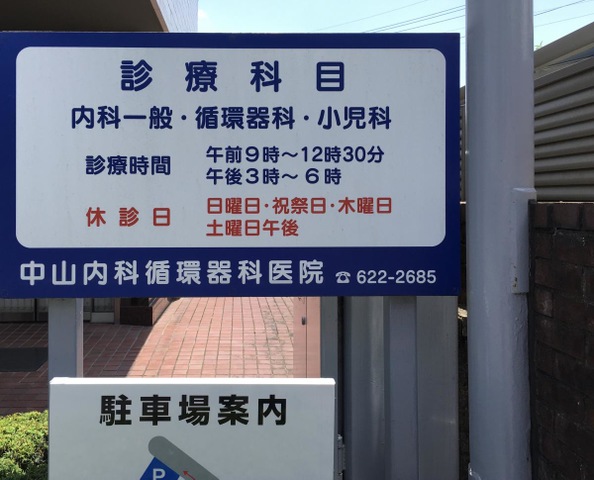 診療科目
内科一般・循環器科・小児科
診療時間 午前9時～12時30分
午後3時～6時
休診日 日曜日・祝祭日・木曜日
土曜日午後
中山内科循環器科医院 ☎ 622-2685
駐車場案内
P